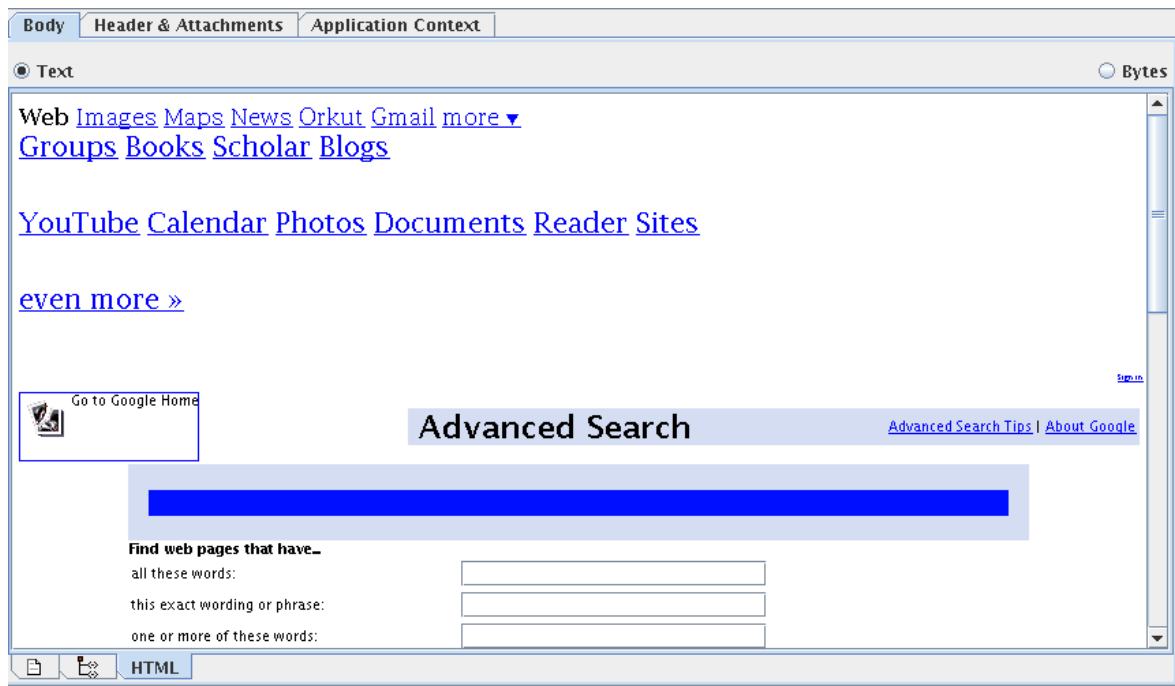 Body Header & Attachments Application Context
Text Bytes
Web Images Maps News Orkut Gmail more ▼
Groups Books Scholar Blogs
YouTube Calendar Photos Documents Reader Sites
even more »
Sign in
Go to Google Home
Advanced Search Advanced Search Tips | About Google
Find web pages that have...
all these words:
this exact wording or phrase:
one or more of these words:
HTML